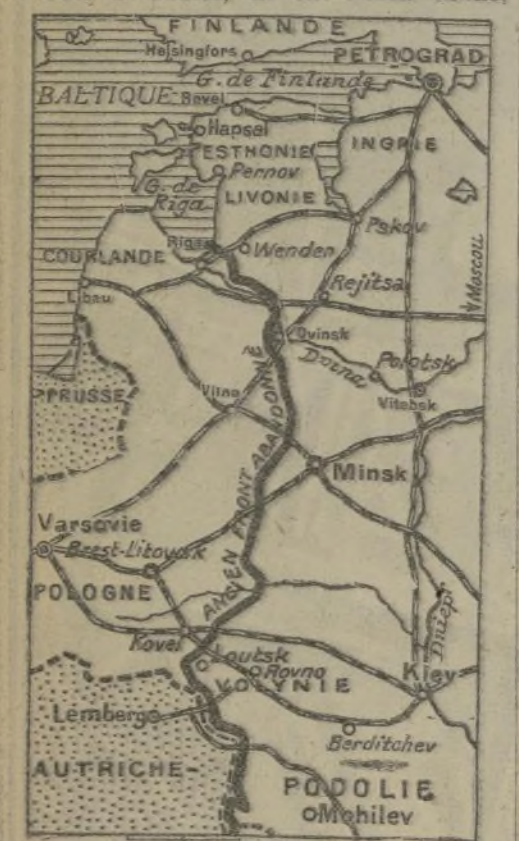 FINLANDE
Helsingfors
PETROGRAD
G. de Finlande
BALTIQUE
Revel
Hapsel
INGRIE
ESTHONIE
Pernov
G. de
Riga
LIVONIE
Pskov
Riga
Wenden
COURLANDE
Moscou
Rejitsa
Libau
Dvinsk
Polotsk
Dvina
PRUSSE
Vilna
Vitebsk
Minsk
ANCIEN FRONT ABANDONNÉ
Varsovie
Brest-Litovsk
POLOGNE
Dniepr
Kovel
Loutsk
Rovno
Kiev
VOLYNIE
Lemberg
Berditchev
AUTRICHE-
PODOLIE
Mohilev